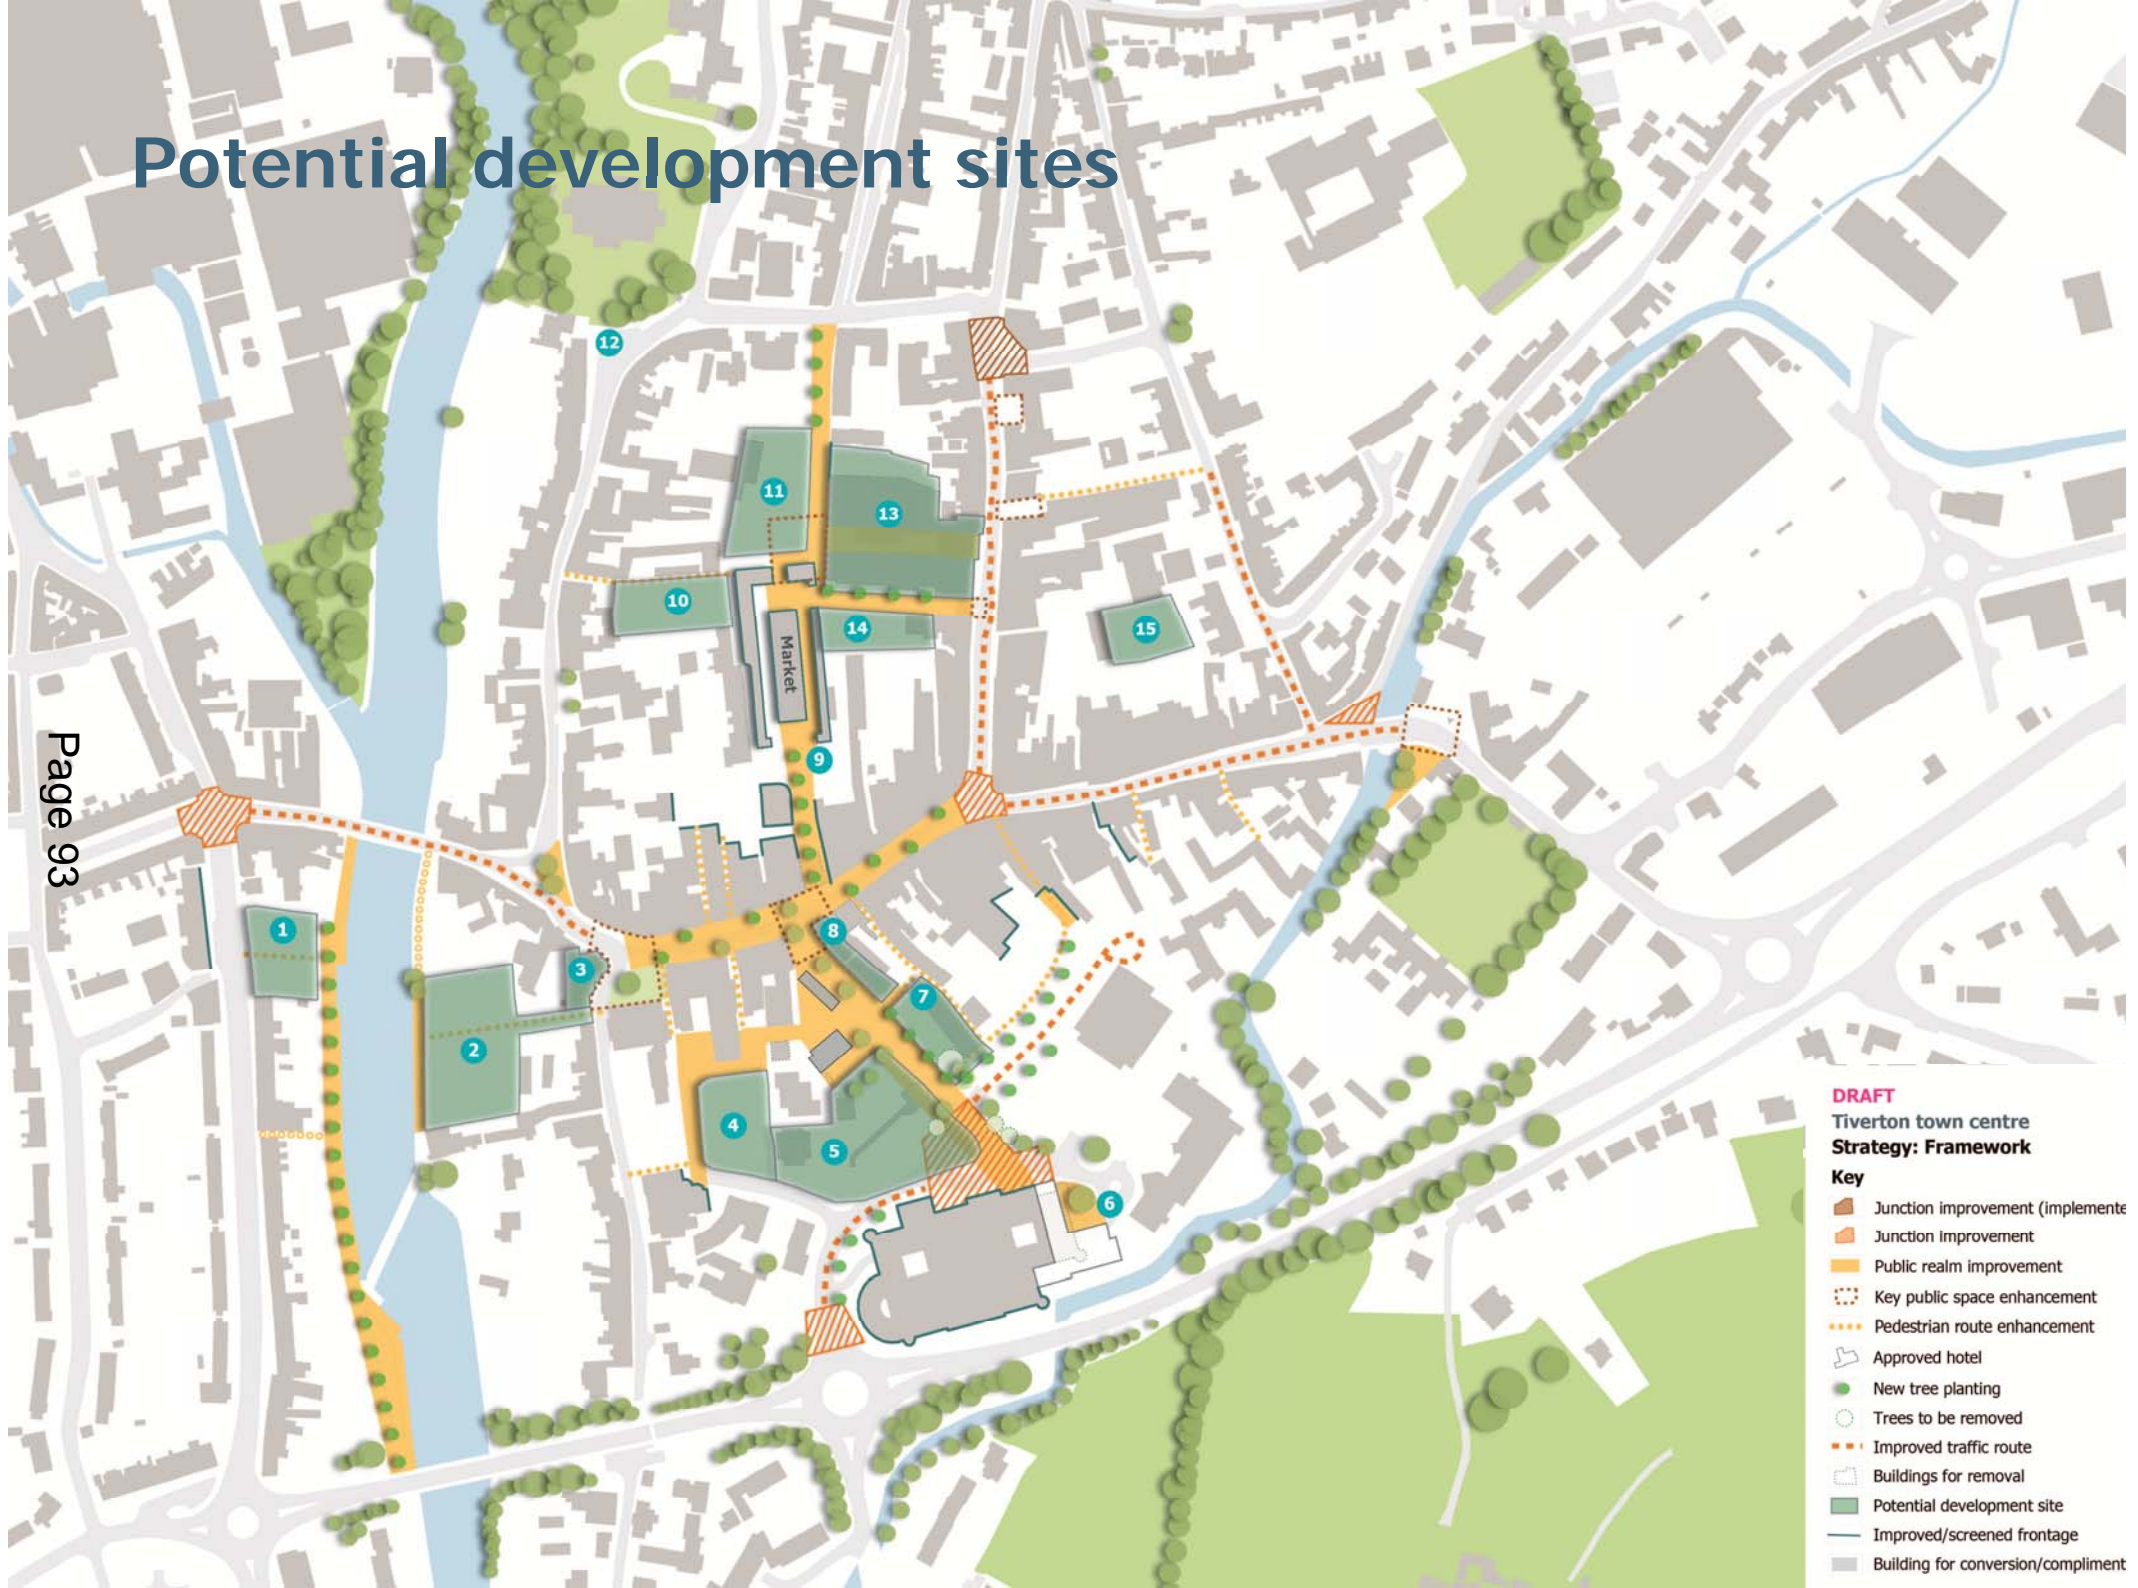 Potential development sites
12
11
13
10
14
15
Market
9
Page 93
1
8
3
7
2
4
5
6
DRAFT
Tiverton town centre
Strategy: Framework
Key
Junction improvement (implemente
Junction improvement
Public realm improvement
Key public space enhancement
Pedestrian route enhancement
Approved hotel
New tree planting
Trees to be removed
Improved traffic route
Buildings for removal
Potential development site
Improved/screened frontage
Building for conversion/compliment